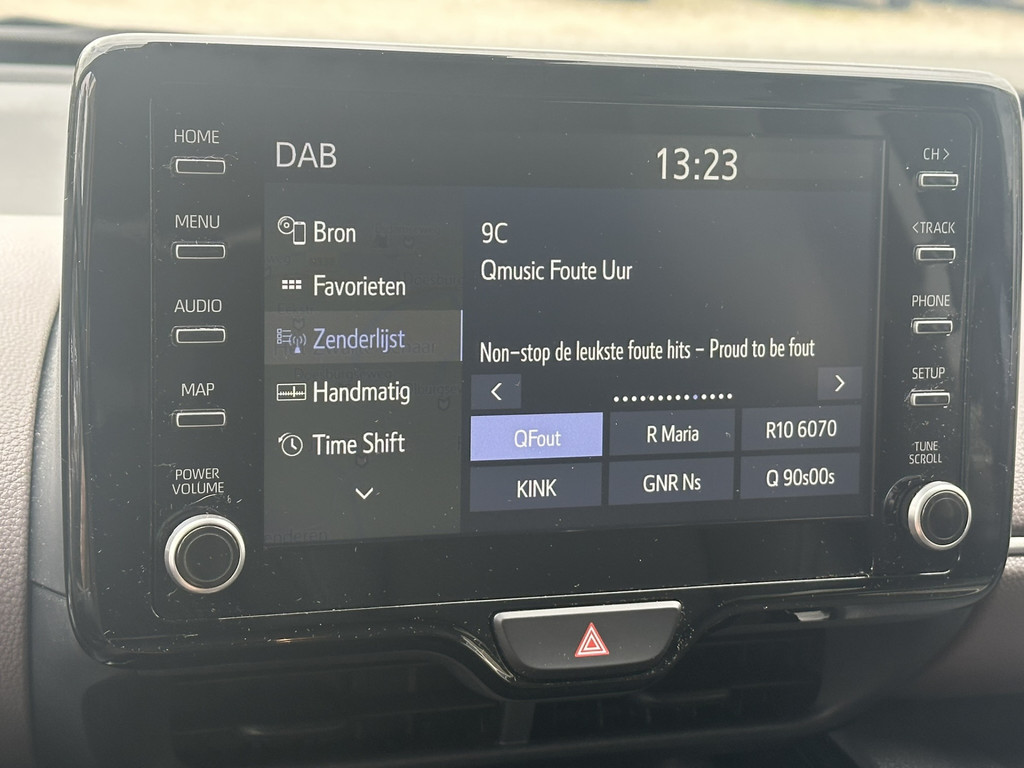 HOME
MENU
AUDIO
MAP
POWER
VOLUME
DAB
13:23
Bron
Favorieten
Zenderlijst
Handmatig
Time Shift
9C
Qmusic Foute Uur
Non-stop de leukste foute hits - Proud to be fout
<
>
QFout
R Maria
R10 6070
KINK
GNR Ns
Q 90s00s
CH>
<TRACK
PHONE
SETUP
TUNE
SCROLL